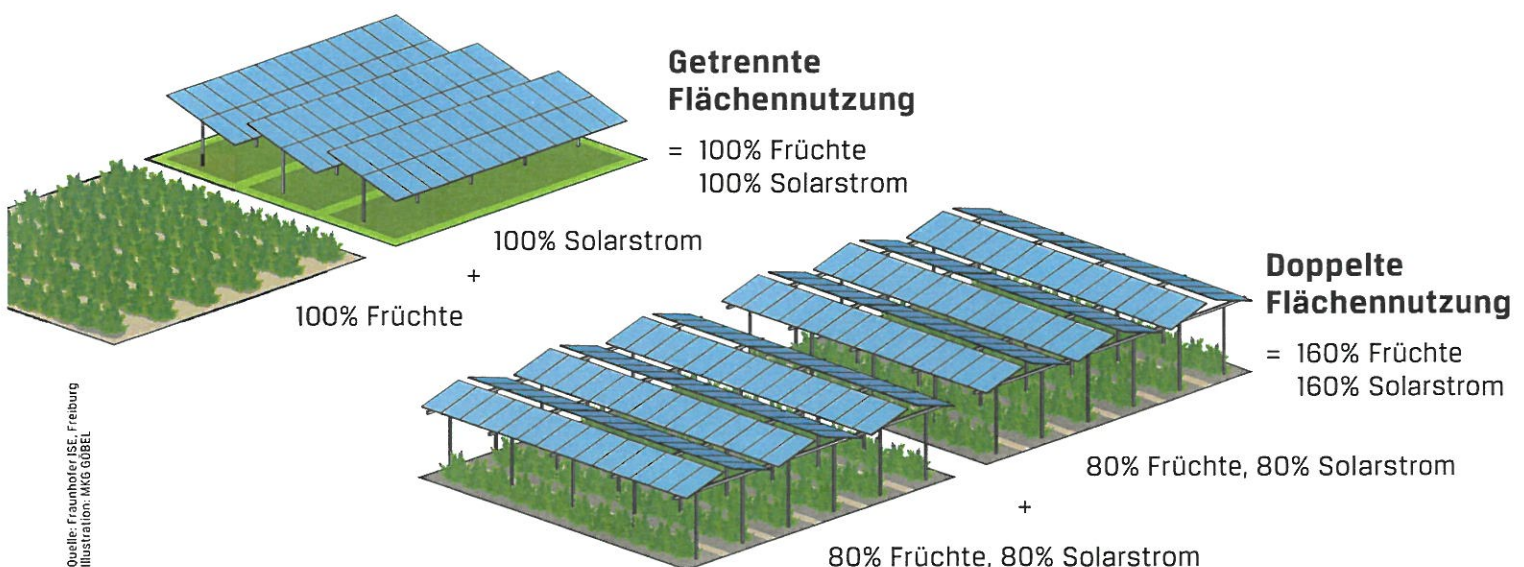 Getrennte
Flächennutzung
= 100% Früchte
100% Solarstrom
100% Solarstrom
+
100% Früchte
Doppelte
Flächennutzung
= 160% Früchte
160% Solarstrom
80% Früchte, 80% Solarstrom
+
80% Früchte, 80% Solarstrom
Quelle: Fraunhofer ISE, Freiburg
Illustration: MKG GÖBEL